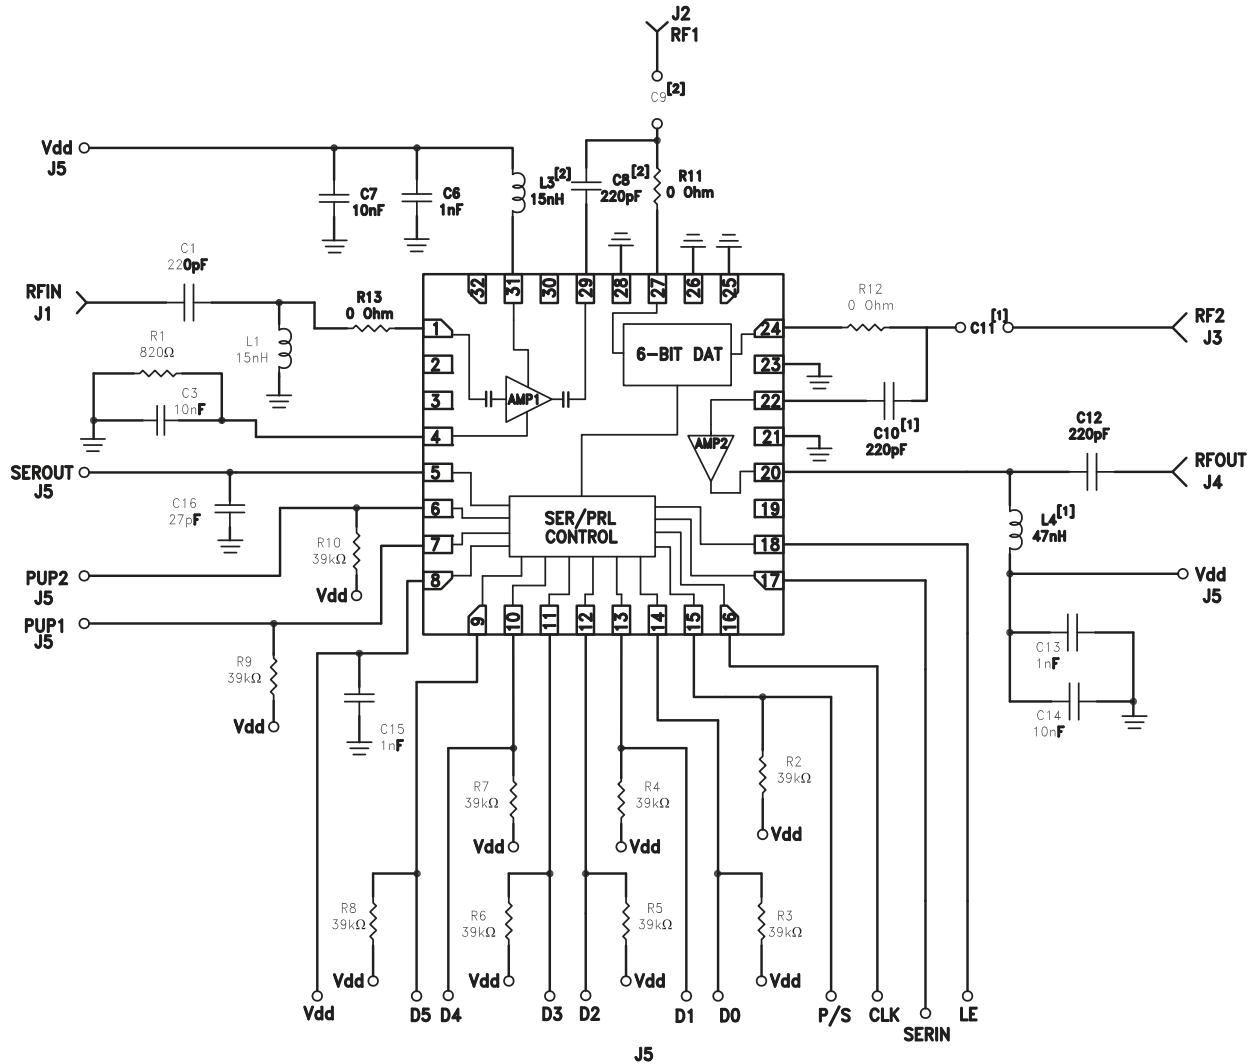 J2
RF1
C9[2]
Vdd
J5
C7
10nF
C6
1nF
L3[2]
15nH
C8[2]
220pF
R11
0 Ohm
C1
220pF
RFIN
J1
R13
0 Ohm
L1
15nH
R1
820Ω
C3
10nF
SEROUT
J5
C16
27pF
R10
39kΩ
Vdd
PUP2
J5
PUP1
J5
R9
39kΩ
Vdd
C15
1nF
32
31
30
29
28
27
26
25
1
2
3
4
5
6
7
8
AMP1
6-BIT DAT
AMP2
SER/PRL
CONTROL
24
23
22
21
20
19
18
17
9
10
11
12
13
14
15
16
R12
0 Ohm
C11[1]
RF2
J3
C10[1]
220pF
C12
220pF
RFOUT
J4
L4[1]
47nH
Vdd
J5
C13
1nF
C14
10nF
R7
39kΩ
Vdd
R4
39kΩ
Vdd
R2
39kΩ
Vdd
R8
39kΩ
Vdd
R6
39kΩ
Vdd
R5
39kΩ
Vdd
R3
39kΩ
Vdd
Vdd
D5
D4
D3
D2
D1
D0
P/S
CLK
SERIN
LE
J5